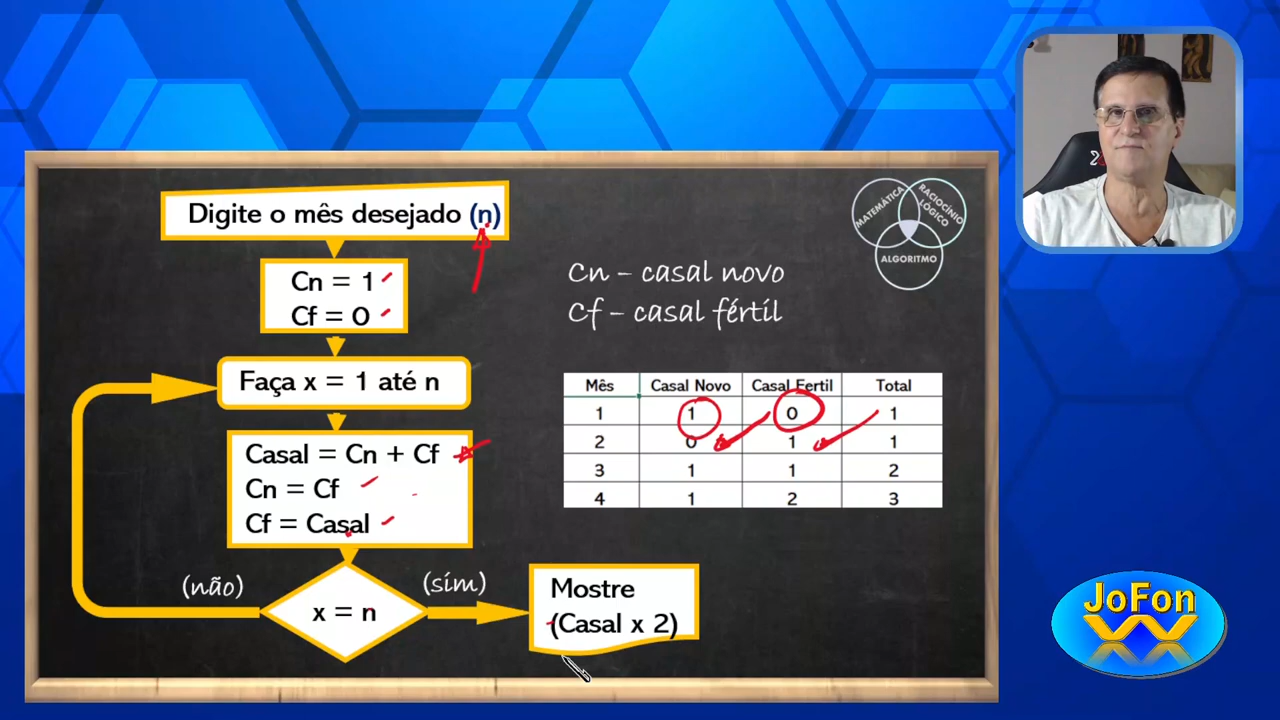 Digite o mês desejado (n)
Cn = 1
Cf = 0
Faça x = 1 até n
Casal = Cn + Cf
Cn = Cf
Cf = Casal
(não)
x = n
(sim)
Mostre
(Casal x 2)
MATEMÁTICA
RACIOCÍNIO
LÓGICO
ALGORITMO
Cn – casal novo
Cf – casal fértil
Mês Casal Novo Casal Fertil Total
1 1 0 1
2 0 1 1
3 1 1 2
4 1 2 3
JoFon